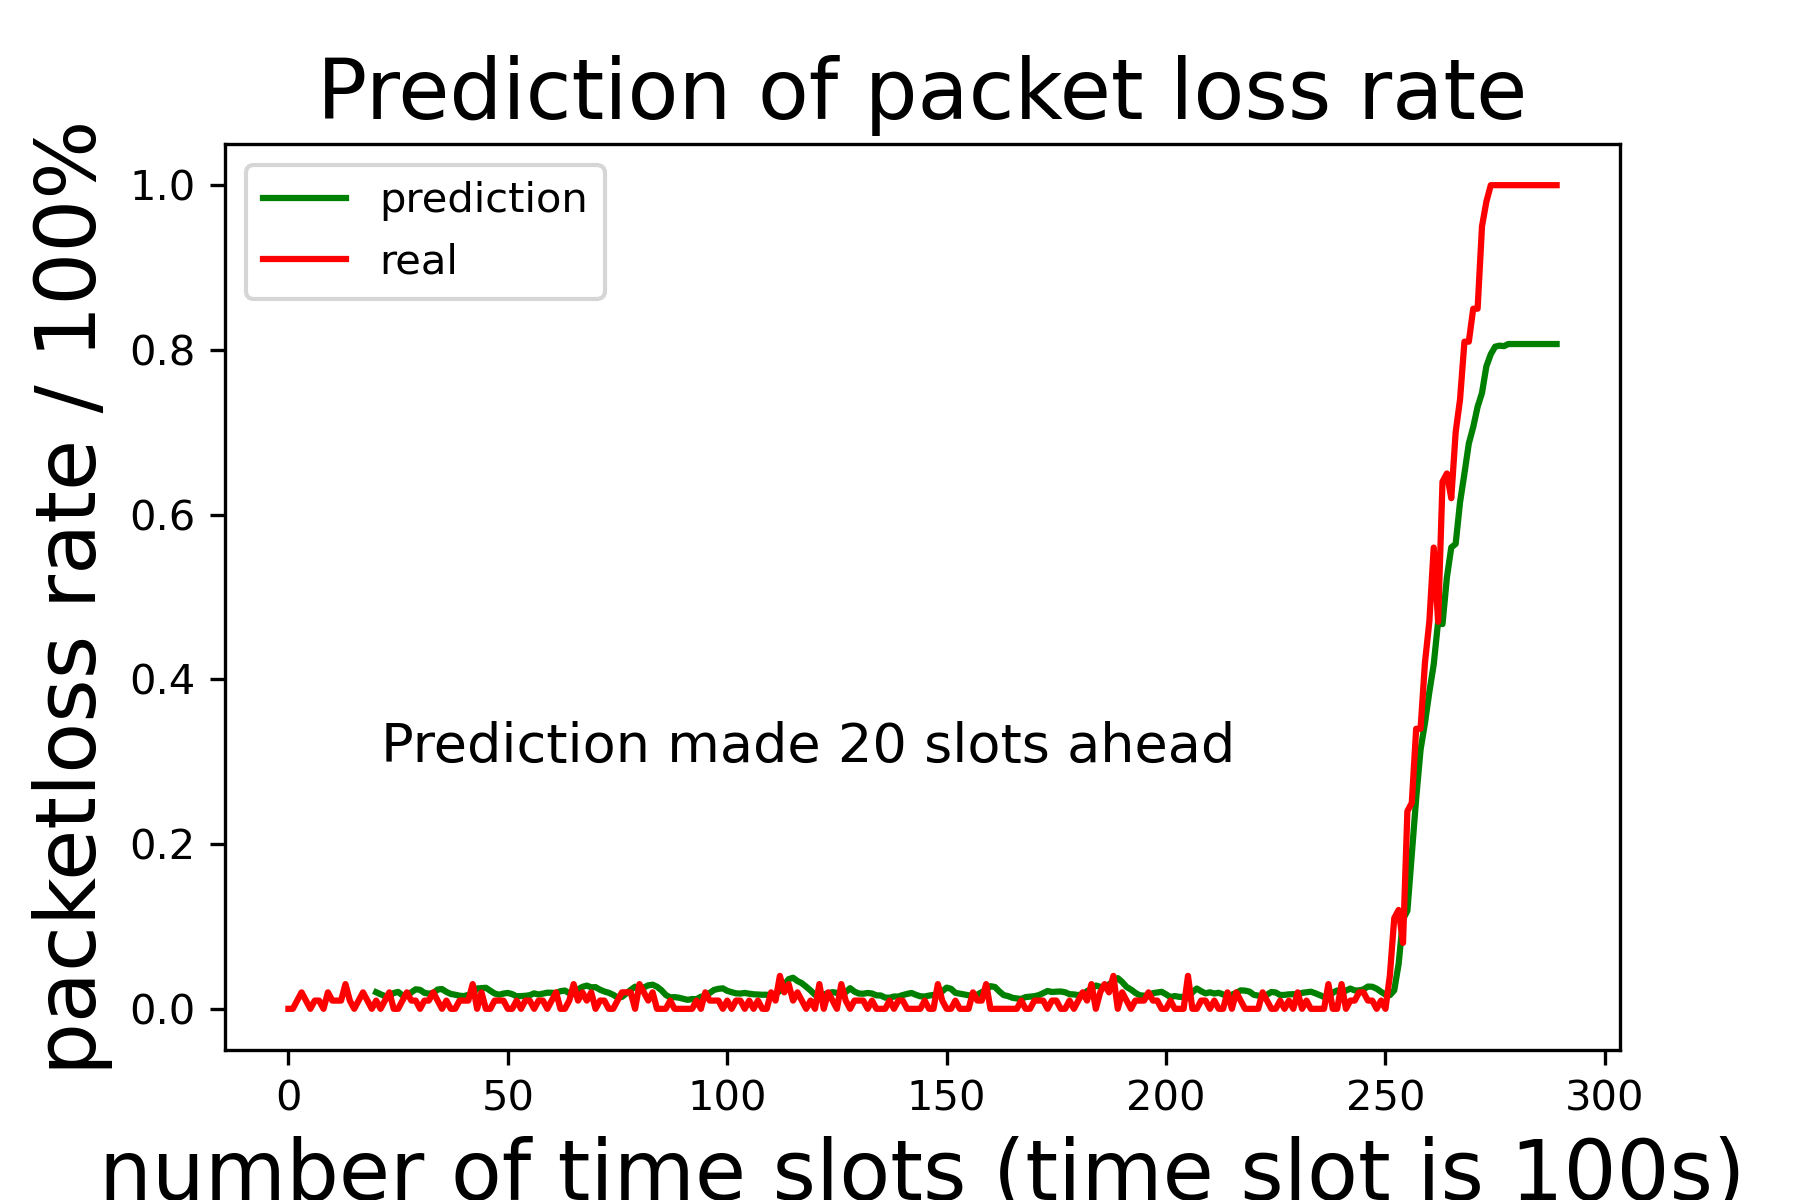 Prediction of packet loss rate
packetloss rate / 100%
1.0
0.8
0.6
0.4
0.2
0.0
prediction
real
Prediction made 20 slots ahead
0 50 100 150 200 250 300
number of time slots (time slot is 100s)